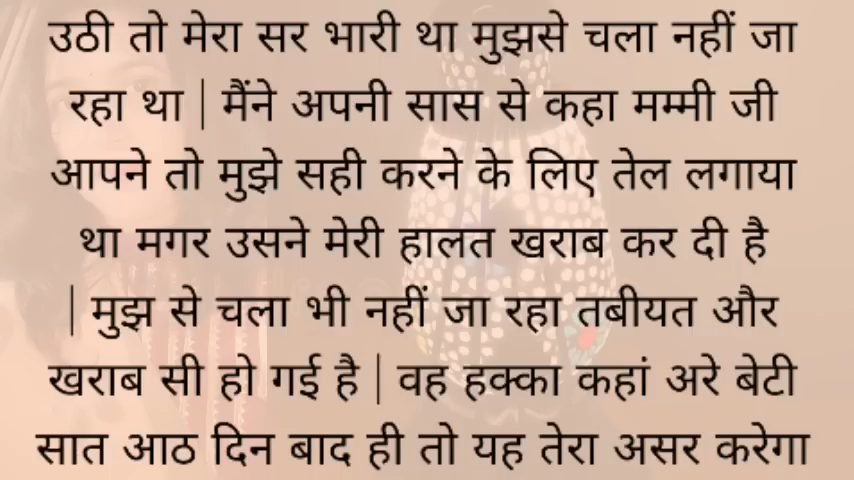 उठी तो मेरा सर भारी था मुझसे चला नहीं जा
रहा था | मैंने अपनी सास से कहा मम्मी जी
आपने तो मुझे सही करने के लिए तेल लगाया
था मगर उसने मेरी हालत खराब कर दी है
| मुझ से चला भी नहीं जा रहा तबीयत और
खराब सी हो गई है | वह हक्का कहां अरे बेटी
सात आठ दिन बाद ही तो यह तेरा असर करेगा